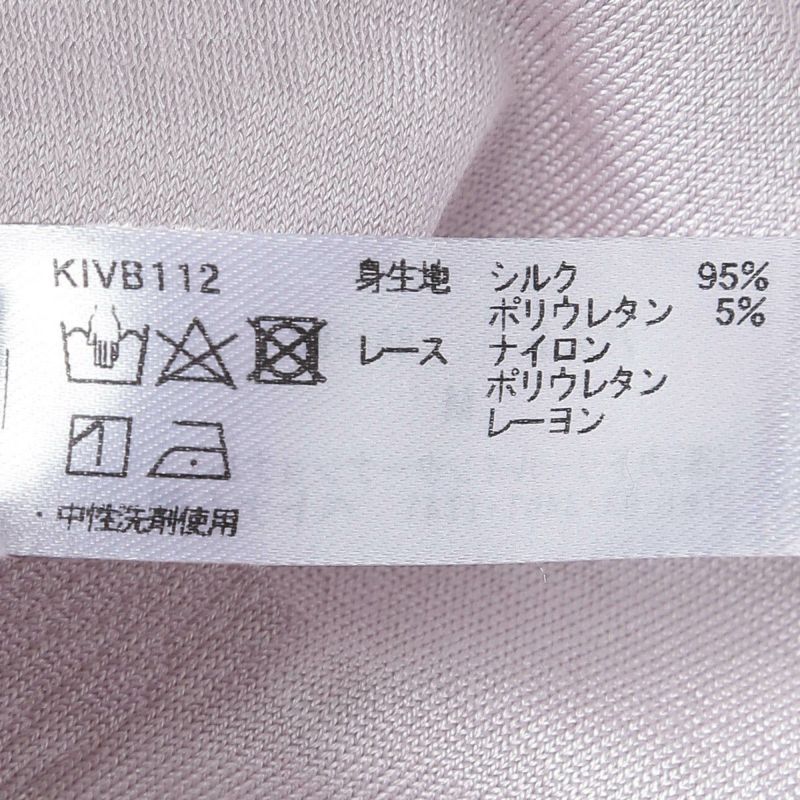 KIVB112
身生地 シルク 95%
ポリウレタン 5%
レース ナイロン
ポリウレタン
レーヨン
・中性洗剤使用